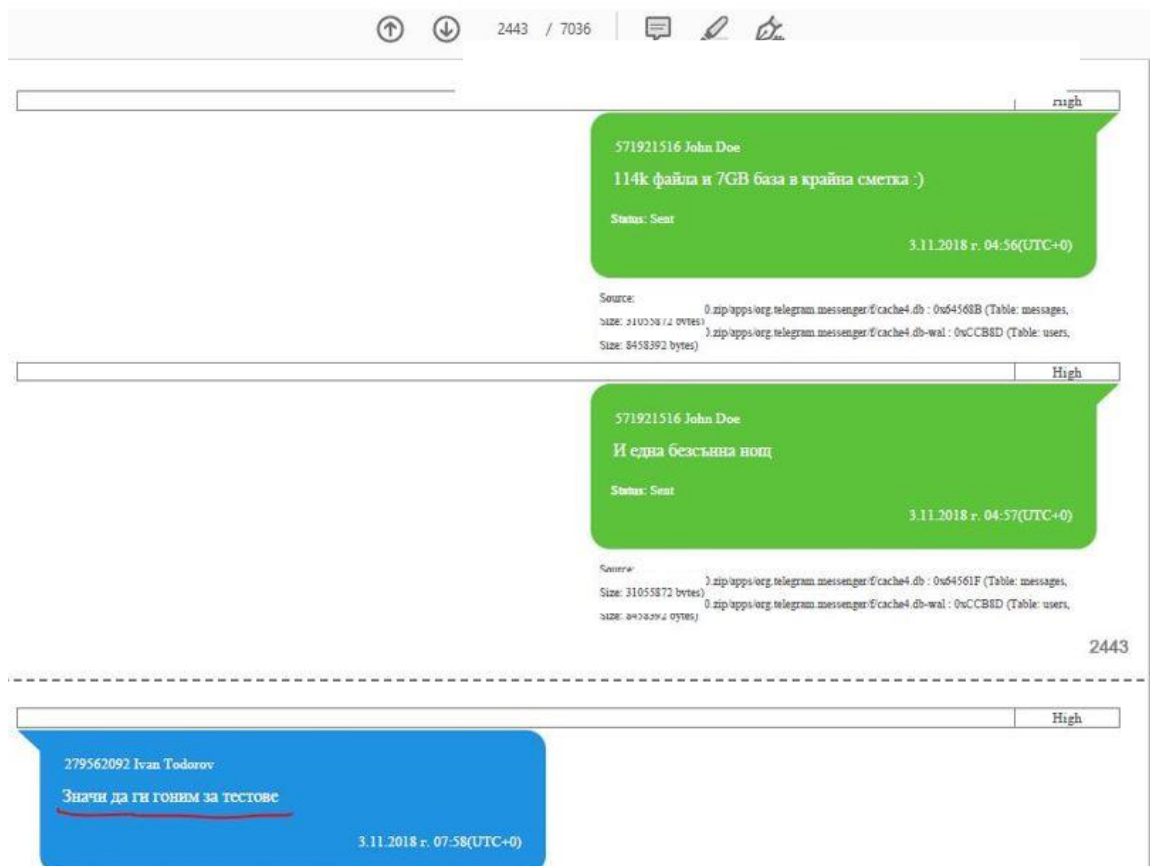 2443 / 7036
High
571921516 John Doe
114k файла и 7GB база в крайна сметка :)
Status: Sent
3.11.2018 г. 04:56(UTC+0)
Source:
0.zip/apps/org.telegram.messenger/f/cache4.db : 0x64568B (Table: messages,
Size: 31055872 bytes)
).zip/apps/org.telegram.messenger/f/cache4.db-wal : 0xCCB8D (Table: users,
Size: 8458392 bytes)
High
571921516 John Doe
И една безсънна нощ
Status: Sent
3.11.2018 г. 04:57(UTC+0)
Source:
).zip/apps/org.telegram.messenger/f/cache4.db : 0x64561F (Table: messages,
Size: 31055872 bytes)
0.zip/apps/org.telegram.messenger/f/cache4.db-wal : 0xCCB8D (Table: users,
Size: 8458392 bytes)
2443
High
279562092 Ivan Todorov
Значи да ги гоним за тестове
3.11.2018 г. 07:58(UTC+0)